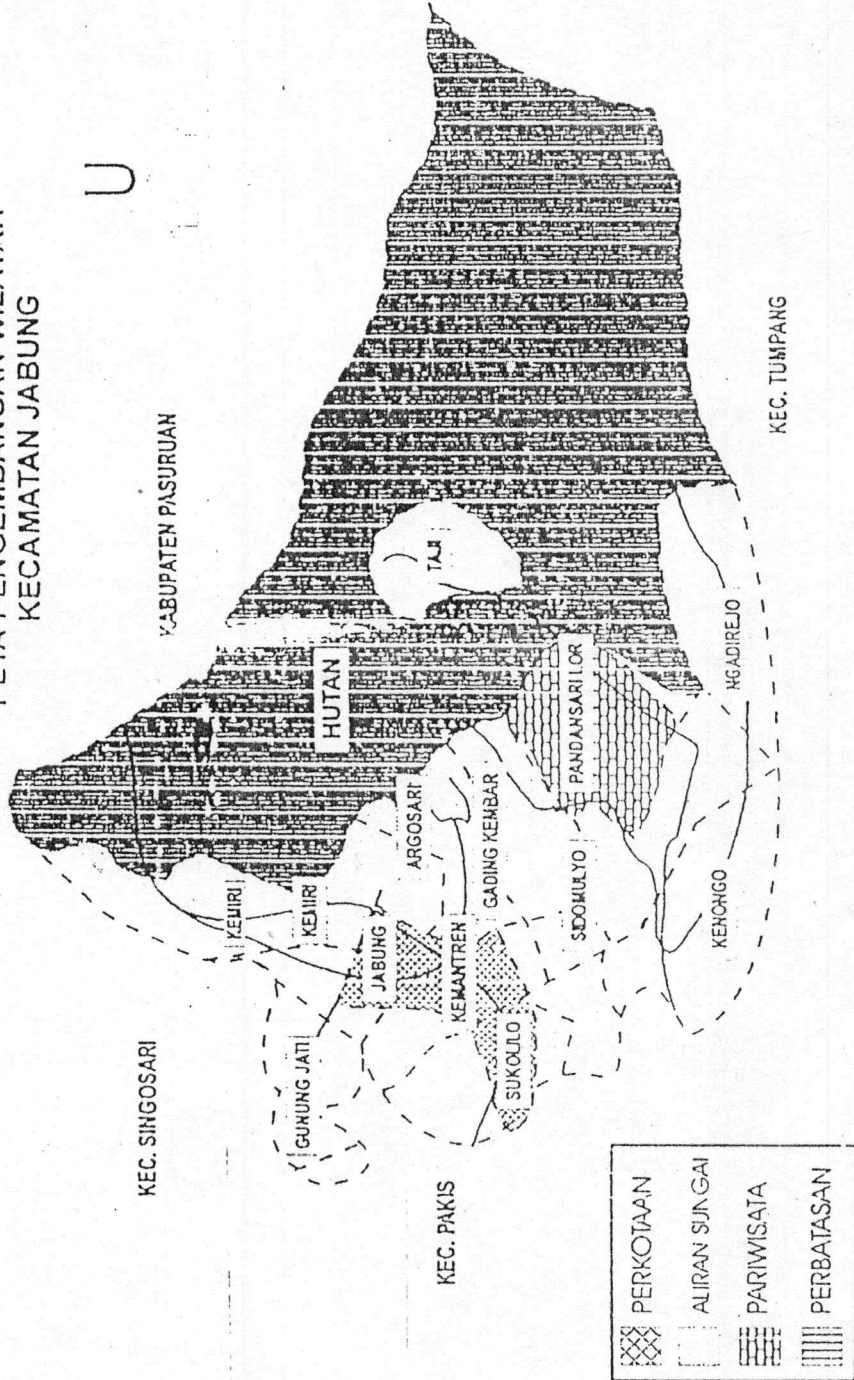 KECAMATAN JABUNG
U
KABUPATEN PASURUAN
KEC. SINGOSARI
KEC. PAKIS
KEC. TUMPANG
HUTAN
TAJI
KEMIRI
KEMIRI
JABUNG
GUNUNG JATI
ARGOSARI
KEMANTREN
GADING KEMBAR
SUKOLILO
SIDOMULYO
PANDANSARI LOR
KENONGO
NGADIREJO
PERKOTAAN
ALIRAN SUNGAI
PARIWISATA
PERBATASAN